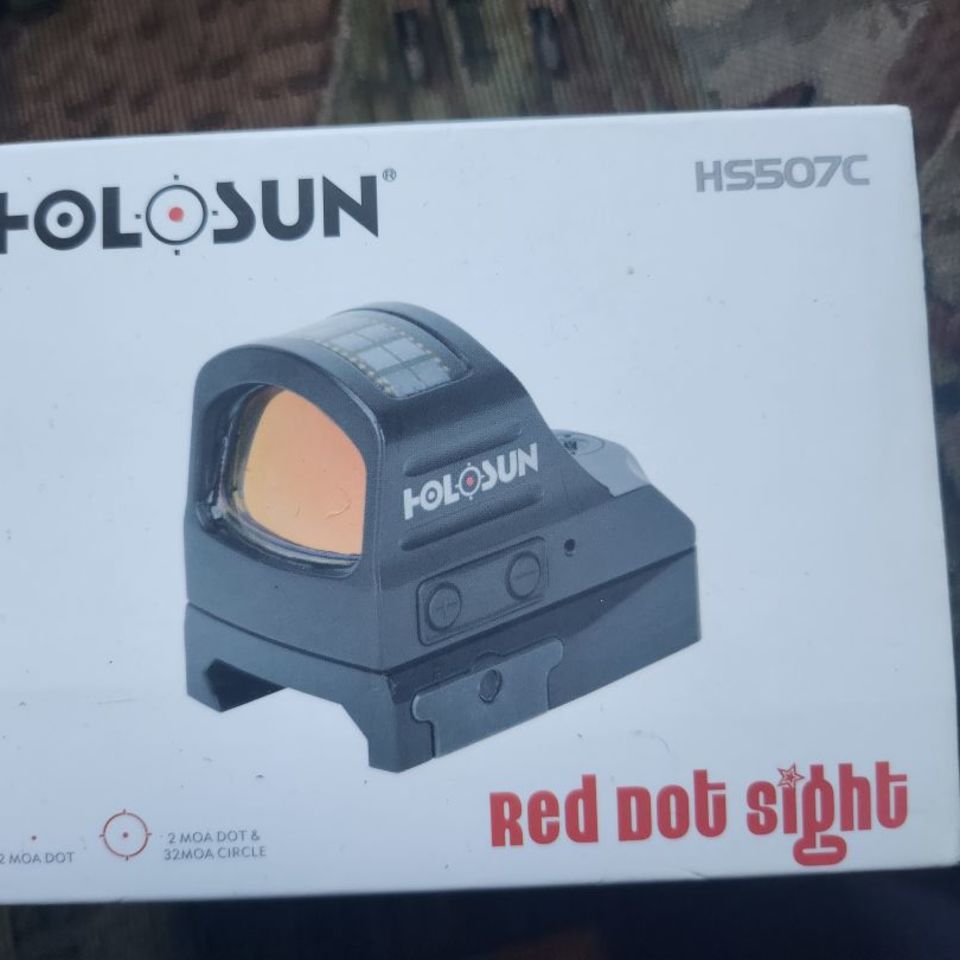 HOLOSUN®
HS507C
HOLOSUN
2 MOA DOT
2 MOA DOT &
32MOA CIRCLE
Red Dot Sight